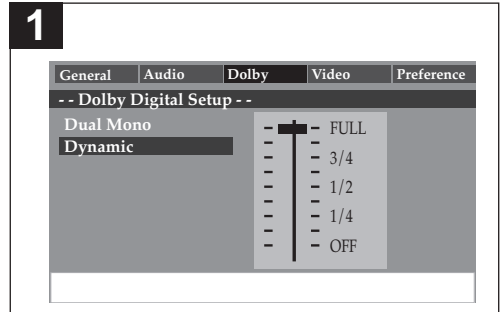 1
General Audio Dolby Video Preference
- - Dolby Digital Setup - -
Dual Mono
Dynamic
FULL
3/4
1/2
1/4
OFF